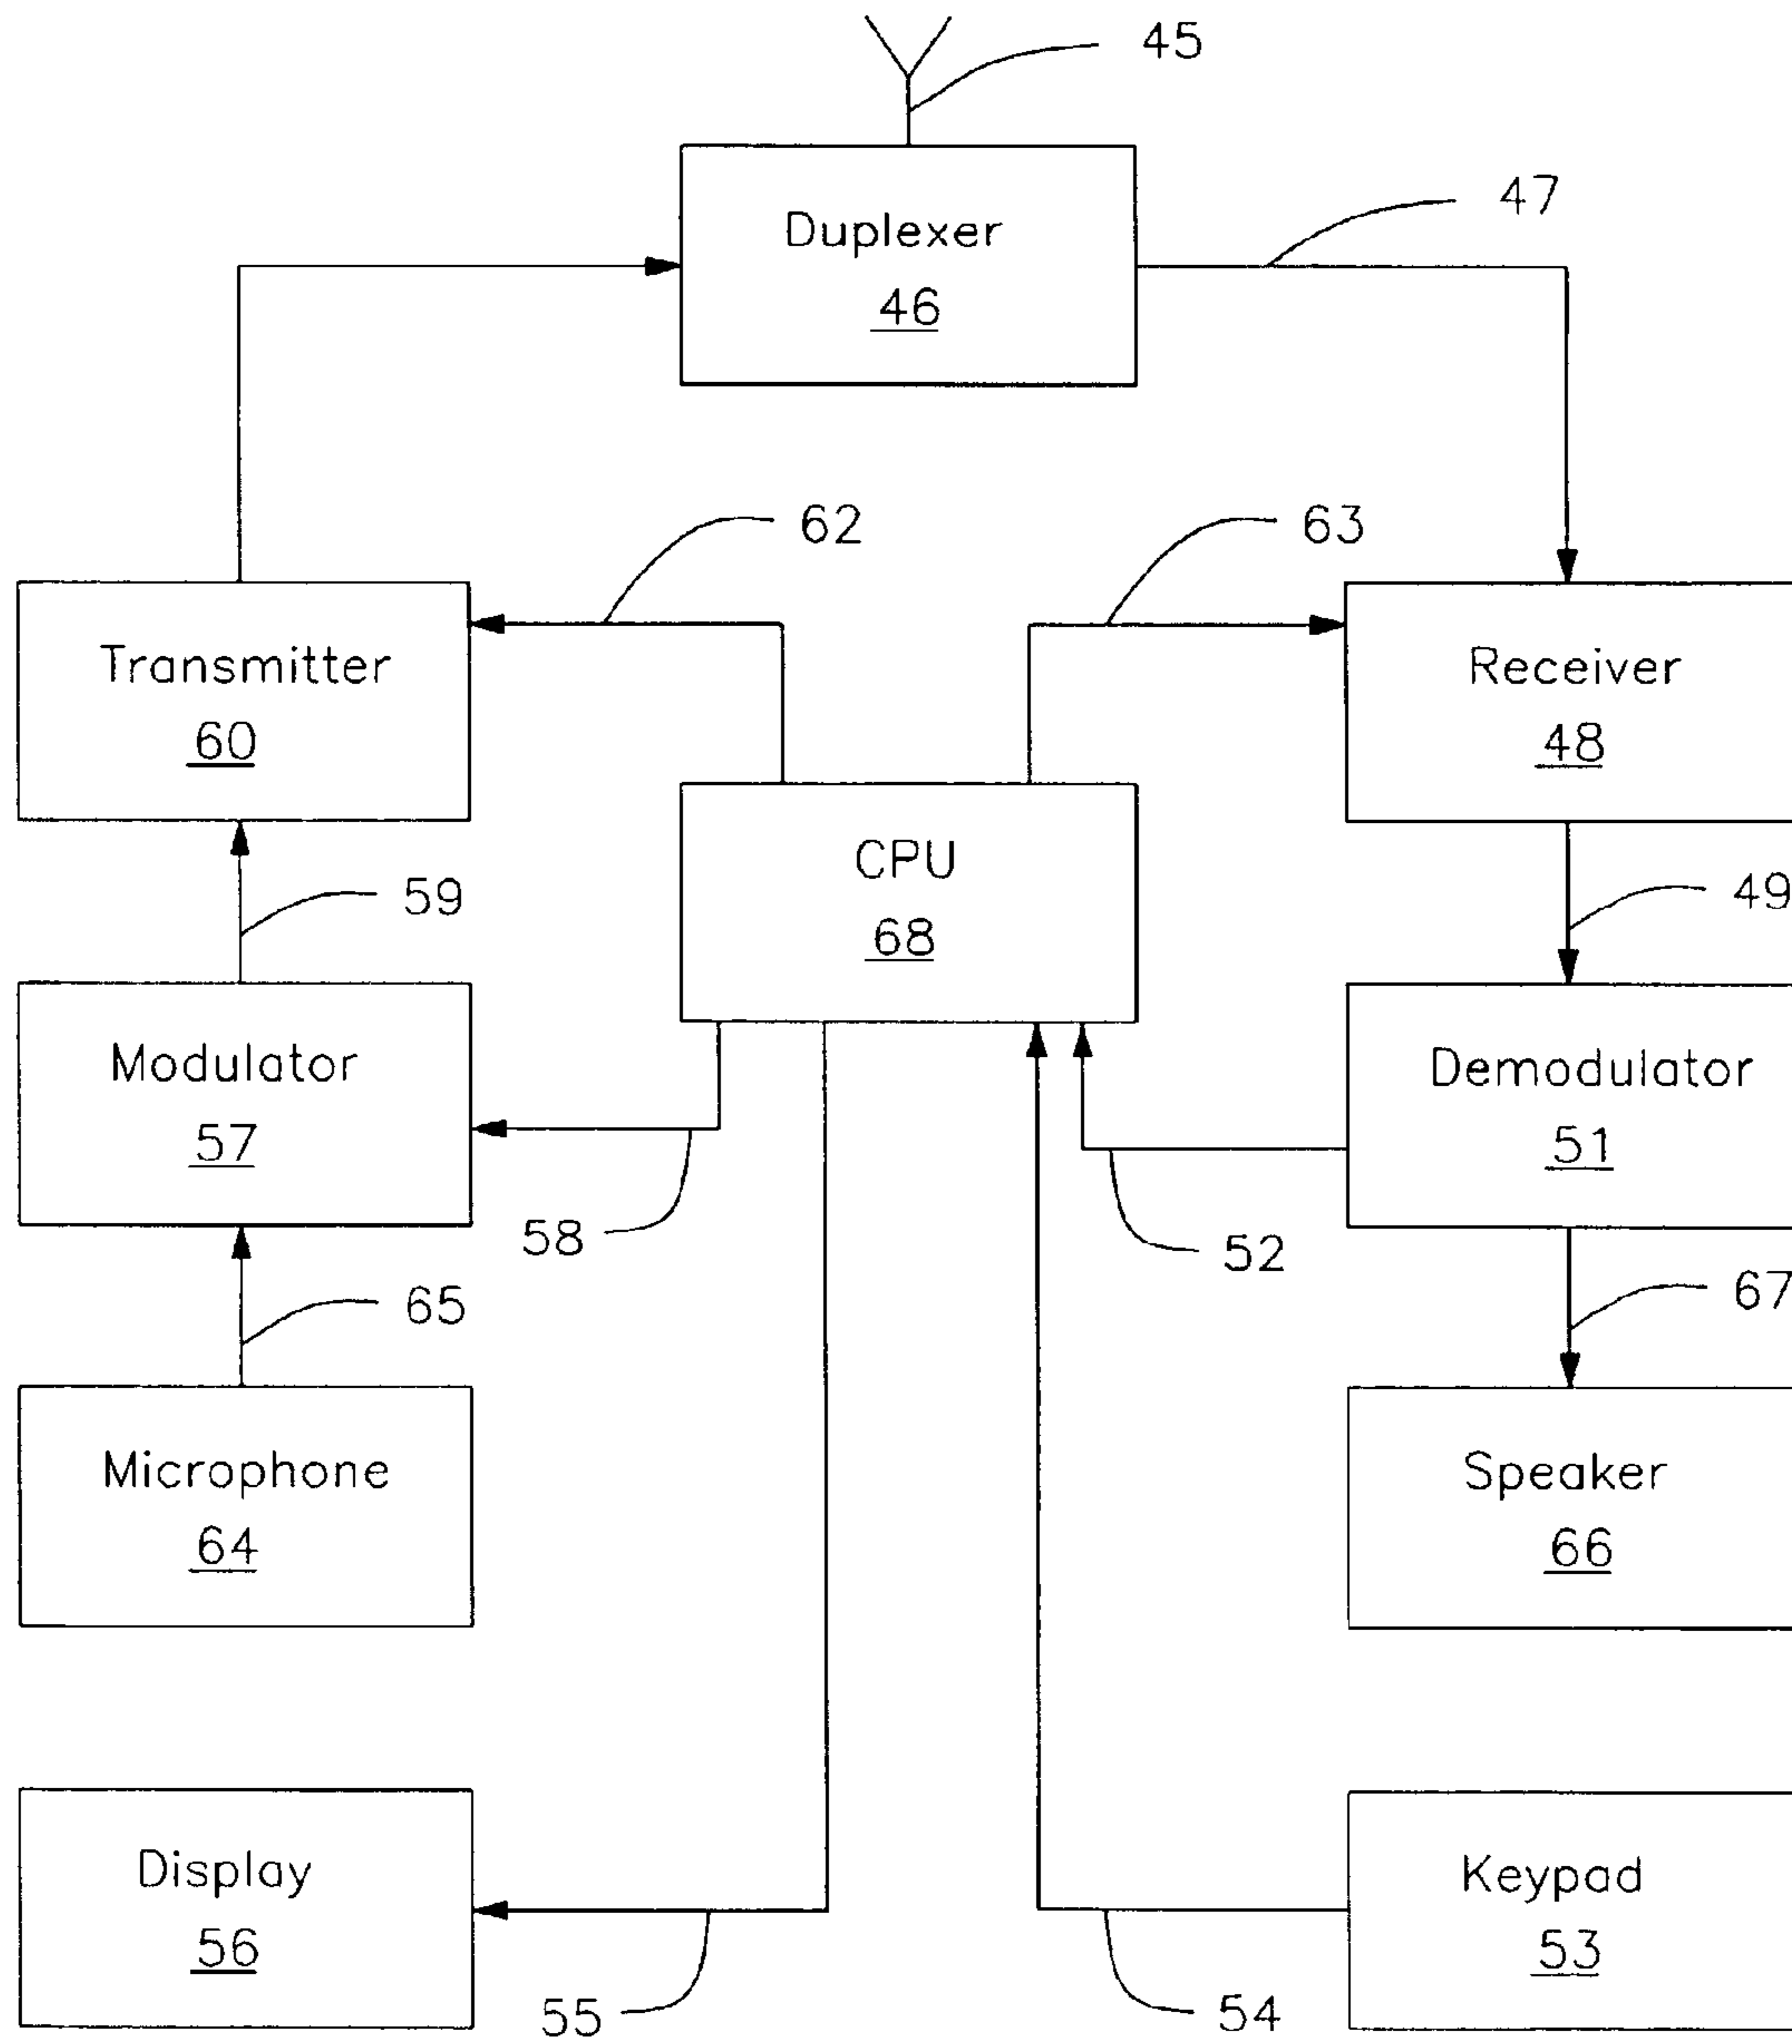 45
Duplexer
46
47
62
63
Transmitter
60
Receiver
48
CPU
68
59
49
Modulator
57
Demodulator
51
58
52
65
67
Microphone
64
Speaker
66
Display
56
Keypad
53
55
54